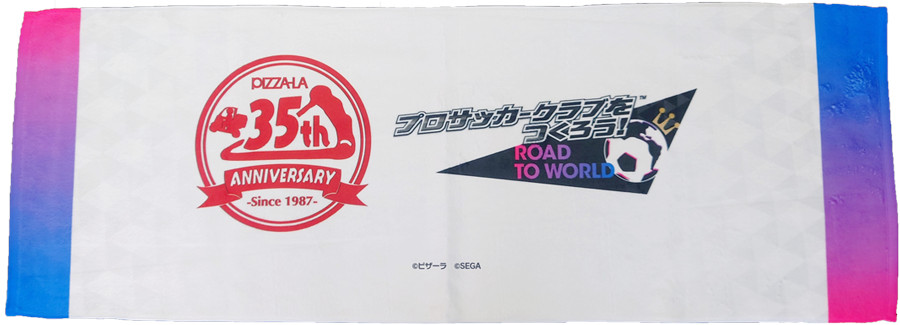 PIZZA-LA
35th
ANNIVERSARY
-Since 1987-
プロサッカークラブを
つくろう!™
ROAD
TO WORLD
©ピザーラ ©SEGA